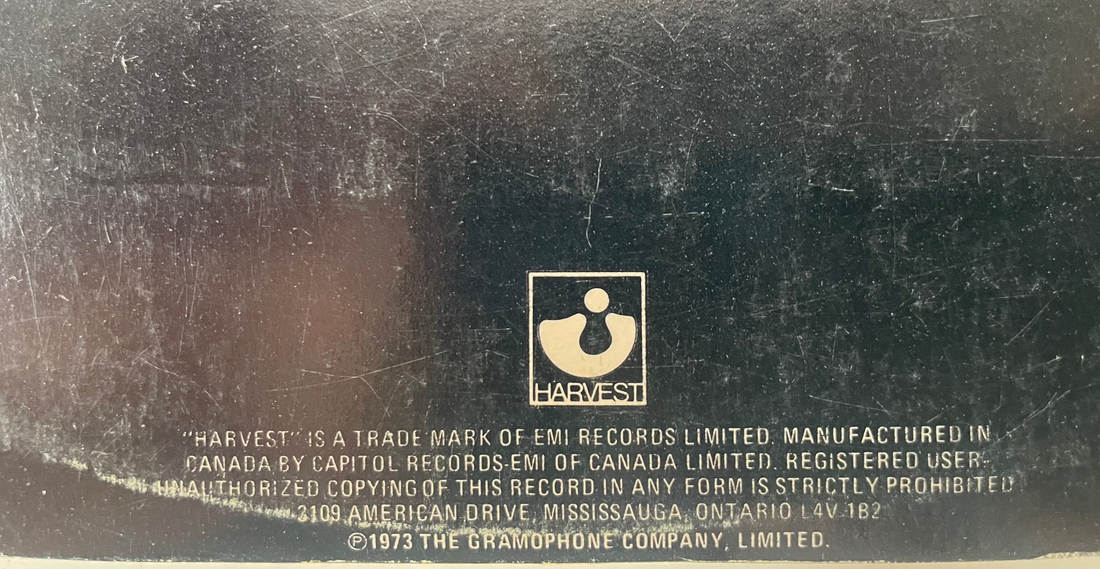 HARVEST
"HARVEST" IS A TRADE MARK OF EMI RECORDS LIMITED. MANUFACTURED IN
CANADA BY CAPITOL RECORDS-EMI OF CANADA LIMITED. REGISTERED USER.
UNAUTHORIZED COPYING OF THIS RECORD IN ANY FORM IS STRICTLY PROHIBITED
3109 AMERICAN DRIVE, MISSISSAUGA, ONTARIO L4V 1B2
℗1973 THE GRAMOPHONE COMPANY, LIMITED.